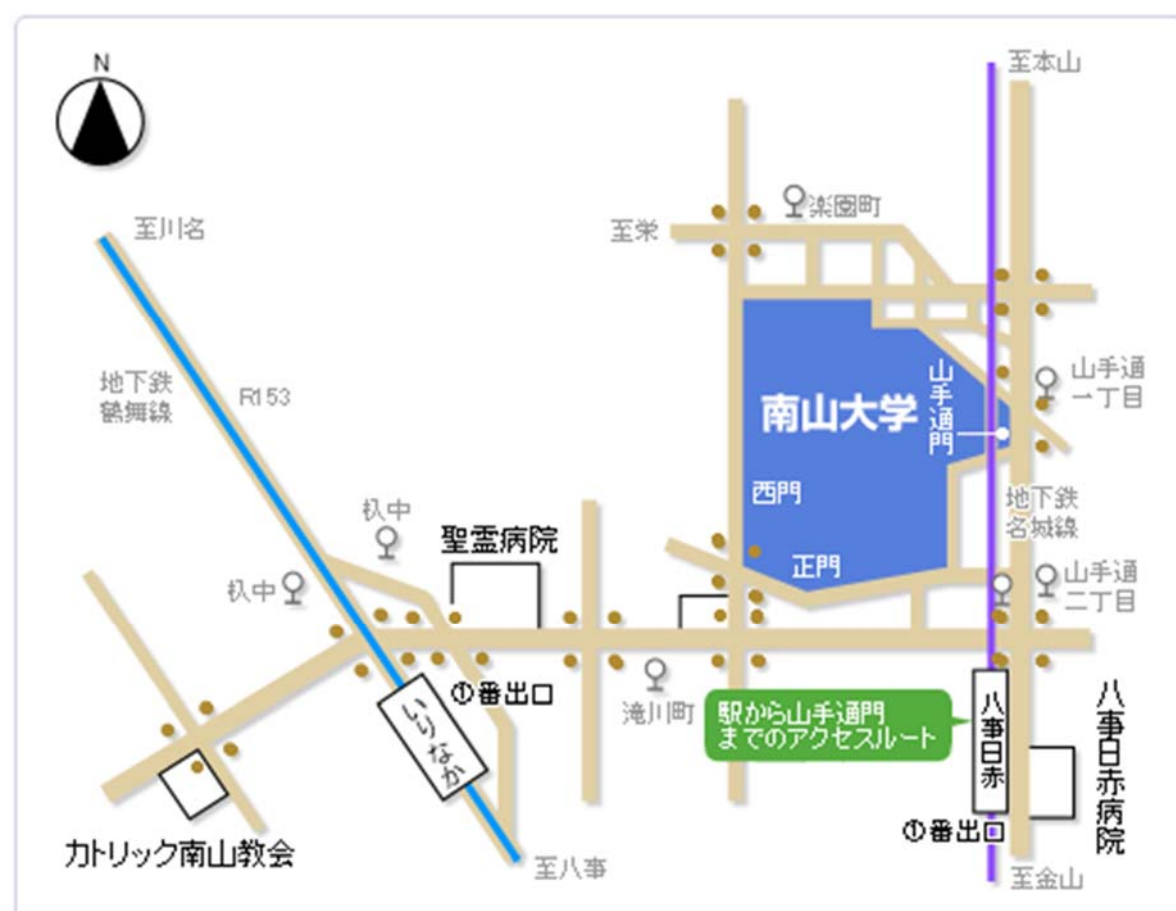 N
至本山
至川名
楽園町
至栄
地下鉄
鶴舞線
R153
山手通
一丁目
山手通門
南山大学
西門
地下鉄
名城線
杁中
聖霊病院
正門
杁中
山手通
二丁目
①番出口
いりなか
滝川町
駅から山手通門
までのアクセスルート
八事日赤
八事日赤病院
①番出口
カトリック南山教会
至八事
至金山